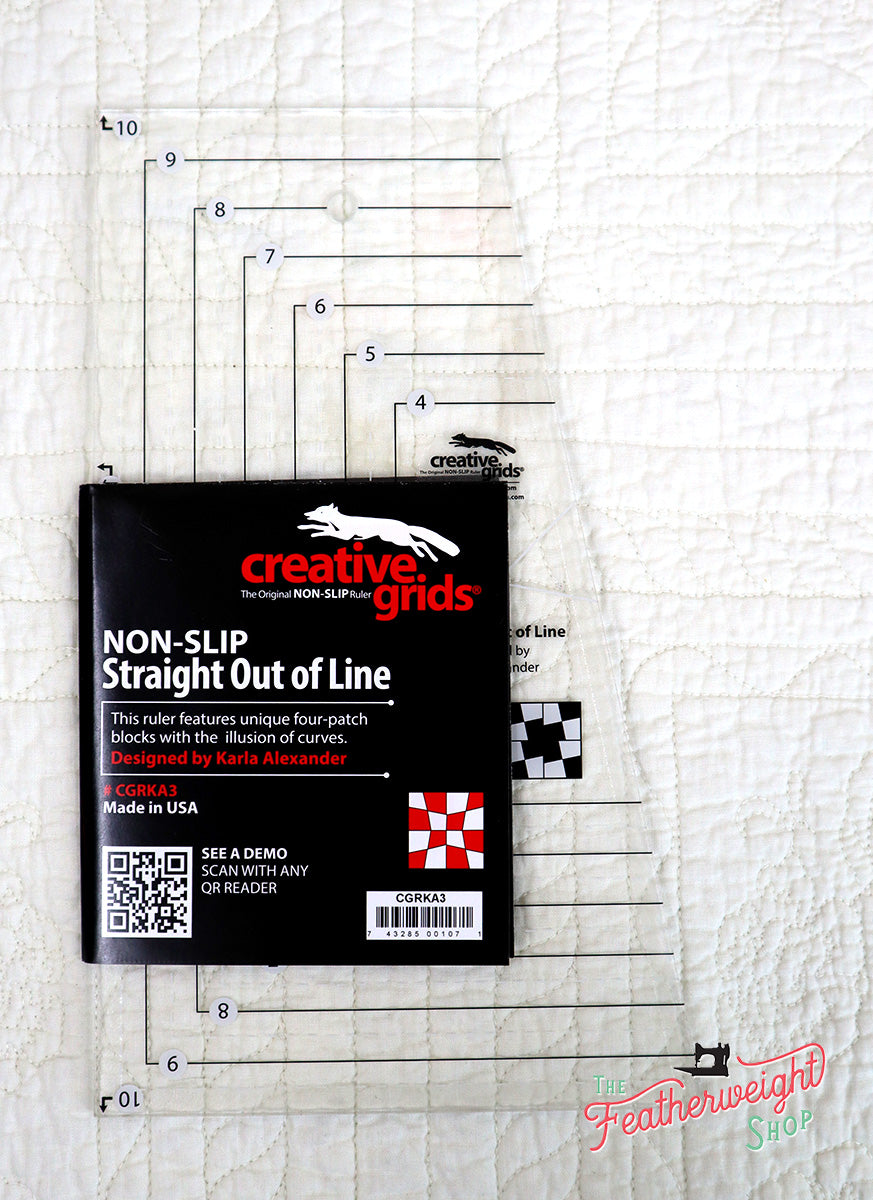 10
9
8
7
6
5
4
creative
grids®
The Original NON-SLIP Ruler
creative
grids®
The Original NON-SLIP Ruler
NON-SLIP
Straight Out of Line
of Line
by
This ruler features unique four-patch
blocks with the illusion of curves.
Designed by Karla Alexander
# CGRKA3
Made in USA
SEE A DEMO
SCAN WITH ANY
QR READER
CGRKA3
7 43285 00107 1
8
6
10
THE
Featherweight
SHOP